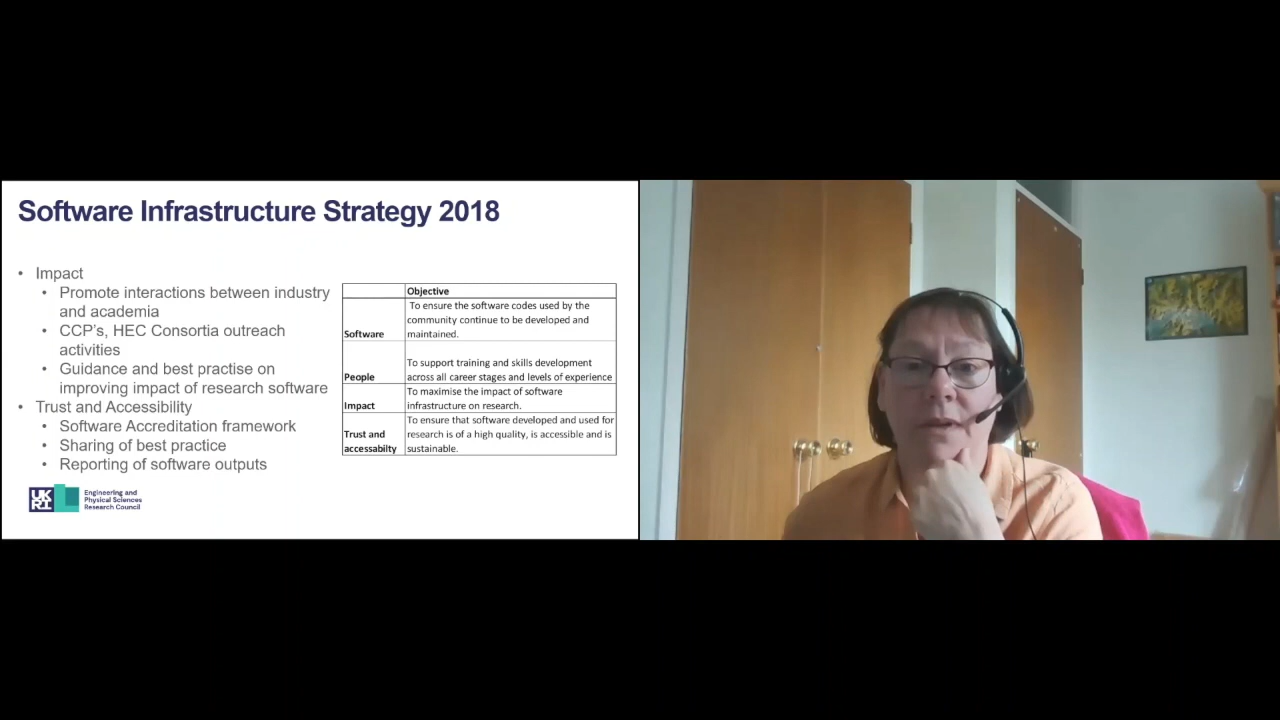 Software Infrastructure Strategy 2018
• Impact
• Promote interactions between industry
and academia
• CCP's, HEC Consortia outreach
activities
• Guidance and best practise on
improving impact of research software
• Trust and Accessibility
• Software Accreditation framework
• Sharing of best practice
• Reporting of software outputs
Objective
Software
To ensure the software codes used by the
community continue to be developed and
maintained.
People
To support training and skills development
across all career stages and levels of experience
Impact
To maximise the impact of software
infrastructure on research.
Trust and
accessabilty
To ensure that software developed and used for
research is of a high quality, is accessible and is
sustainable.
UK
RI
Engineering and
Physical Sciences
Research Council